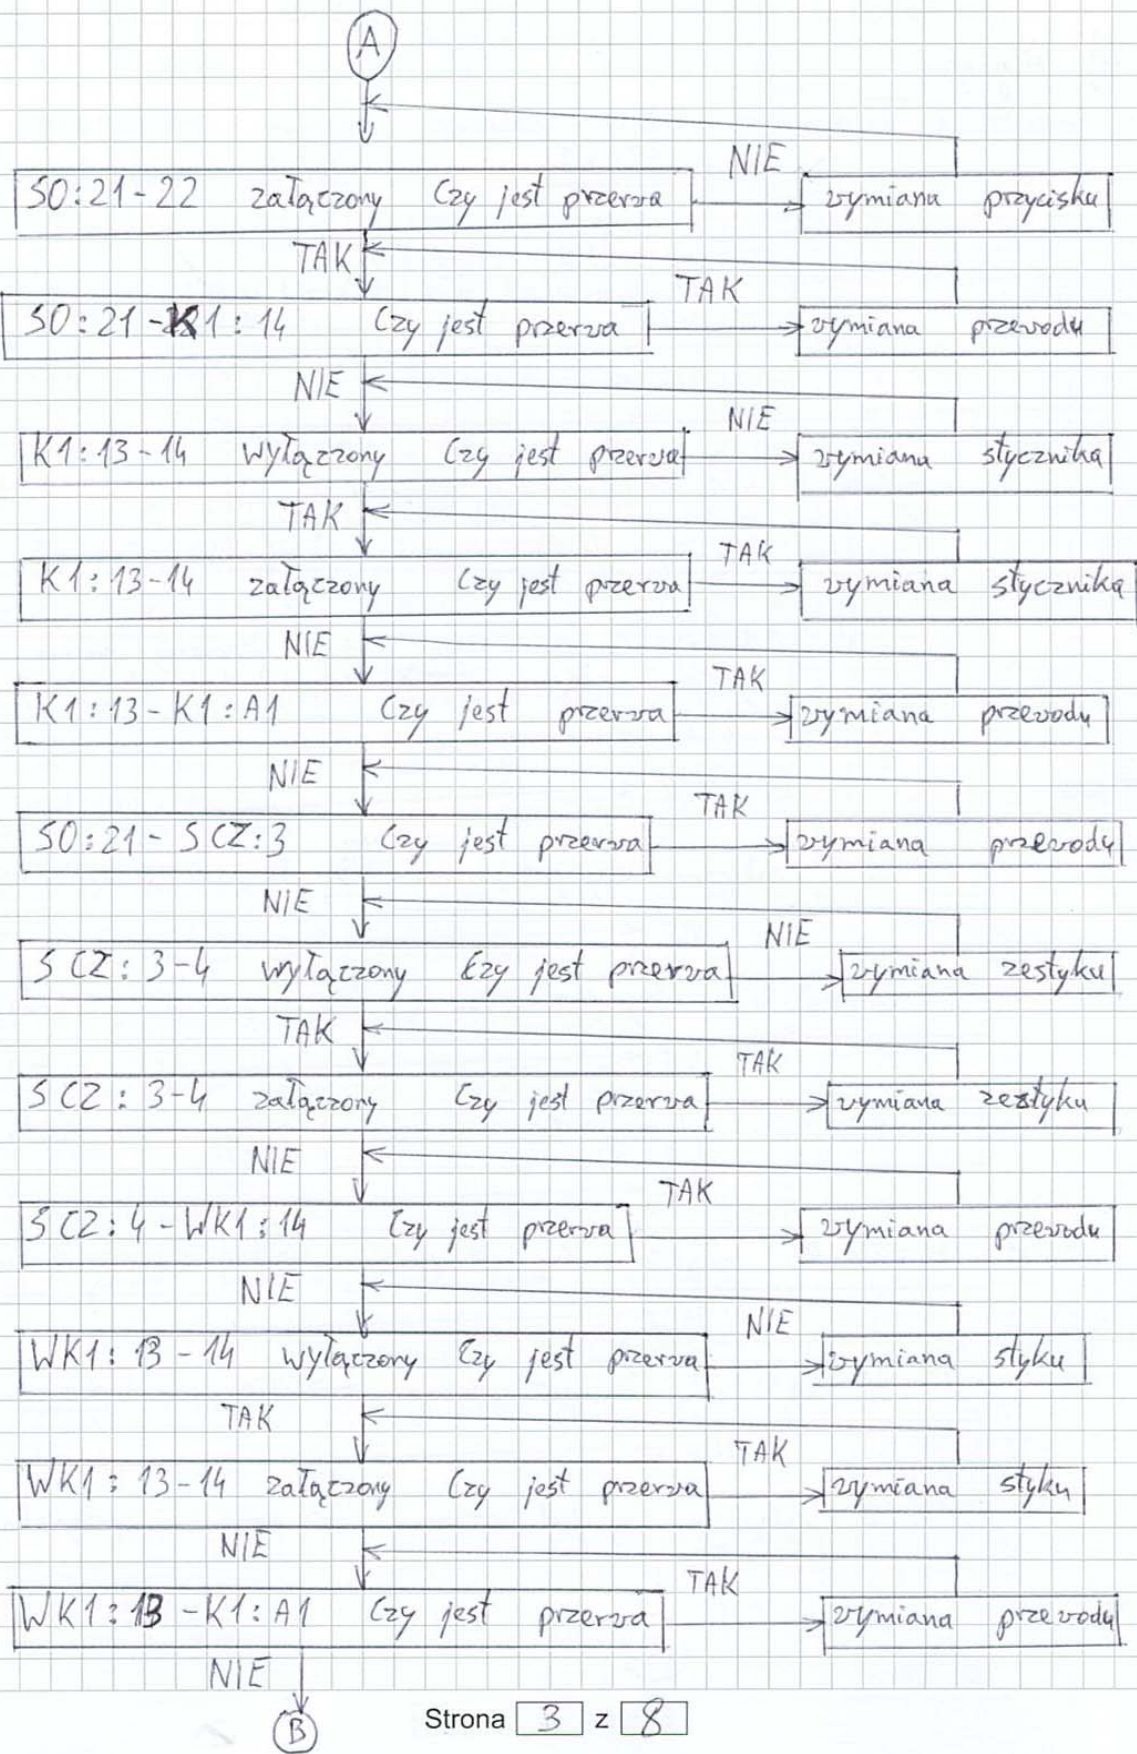 A
NIE
SO:21-22 załączony Czy jest przerwa
wymiana przycisku
TAK
TAK
SO:21-K1:14 Czy jest przerwa
wymiana przewodu
NIE
NIE
K1:13-14 wyłączony Czy jest przerwa
wymiana stycznika
TAK
TAK
K1:13-14 załączony Czy jest przerwa
wymiana stycznika
NIE
TAK
K1:13-K1:A1 Czy jest przerwa
wymiana przewodu
NIE
TAK
SO:21-SCZ:3 Czy jest przerwa
wymiana przewodu
NIE
NIE
SCZ:3-4 wyłączony Czy jest przerwa
wymiana zestyku
TAK
TAK
SCZ:3-4 załączony Czy jest przerwa
wymiana zestyku
NIE
TAK
SCZ:4-WK1:14 Czy jest przerwa
wymiana przewodu
NIE
NIE
WK1:13-14 wyłączony Czy jest przerwa
wymiana styku
TAK
TAK
WK1:13-14 załączony Czy jest przerwa
wymiana styku
NIE
TAK
WK1:13-K1:A1 Czy jest przerwa
wymiana przewodu
NIE
B
Strona 3 z 8